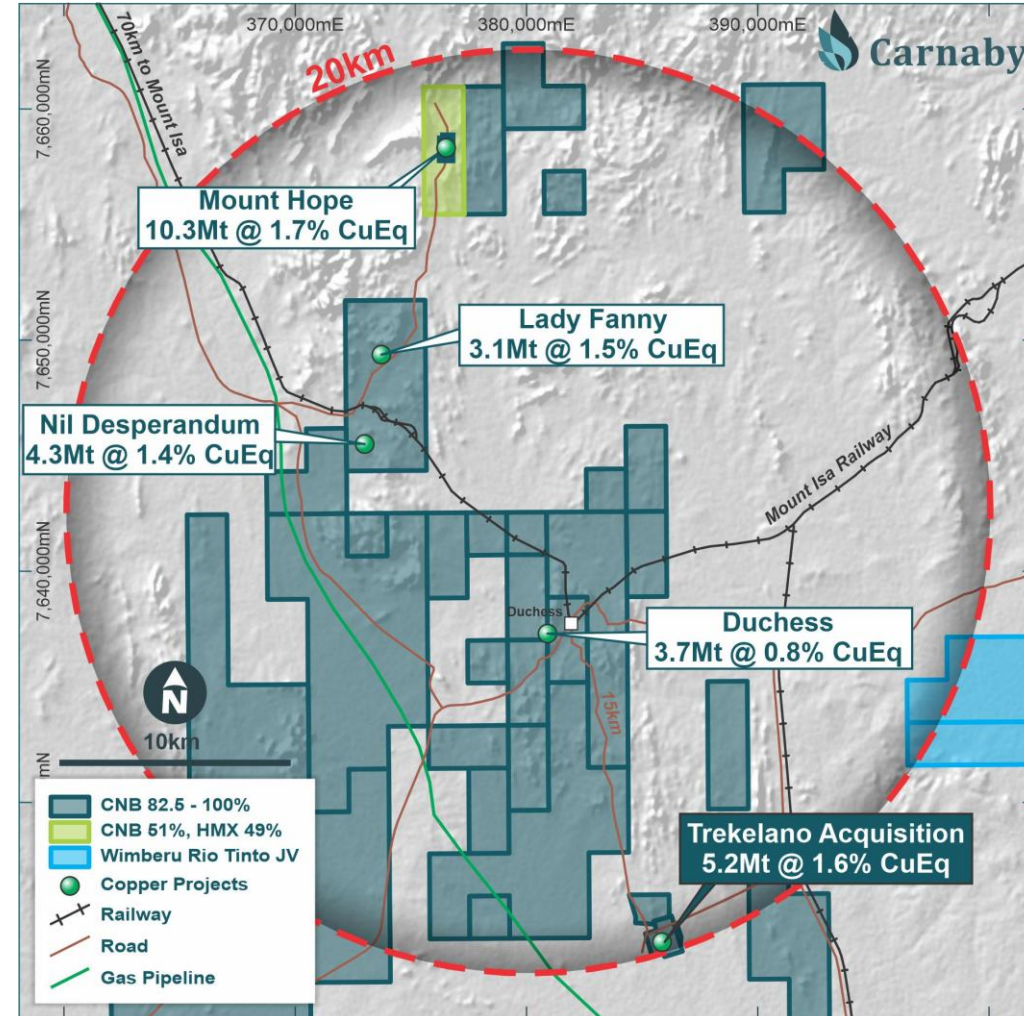 370,000mE
380,000mE
390,000mE
Carnaby
70km to Mount Isa
20km
7,660,000mN
Mount Hope
10.3Mt @ 1.7% CuEq
Lady Fanny
3.1Mt @ 1.5% CuEq
7,650,000mN
Nil Desperandum
4.3Mt @ 1.4% CuEq
Mount Isa Railway
7,640,000mN
Duchess
Duchess
3.7Mt @ 0.8% CuEq
15km
N
10km
mN
Trekelano Acquisition
5.2Mt @ 1.6% CuEq
CNB 82.5 - 100%
CNB 51%, HMX 49%
Wimberu Rio Tinto JV
Copper Projects
Railway
Road
Gas Pipeline